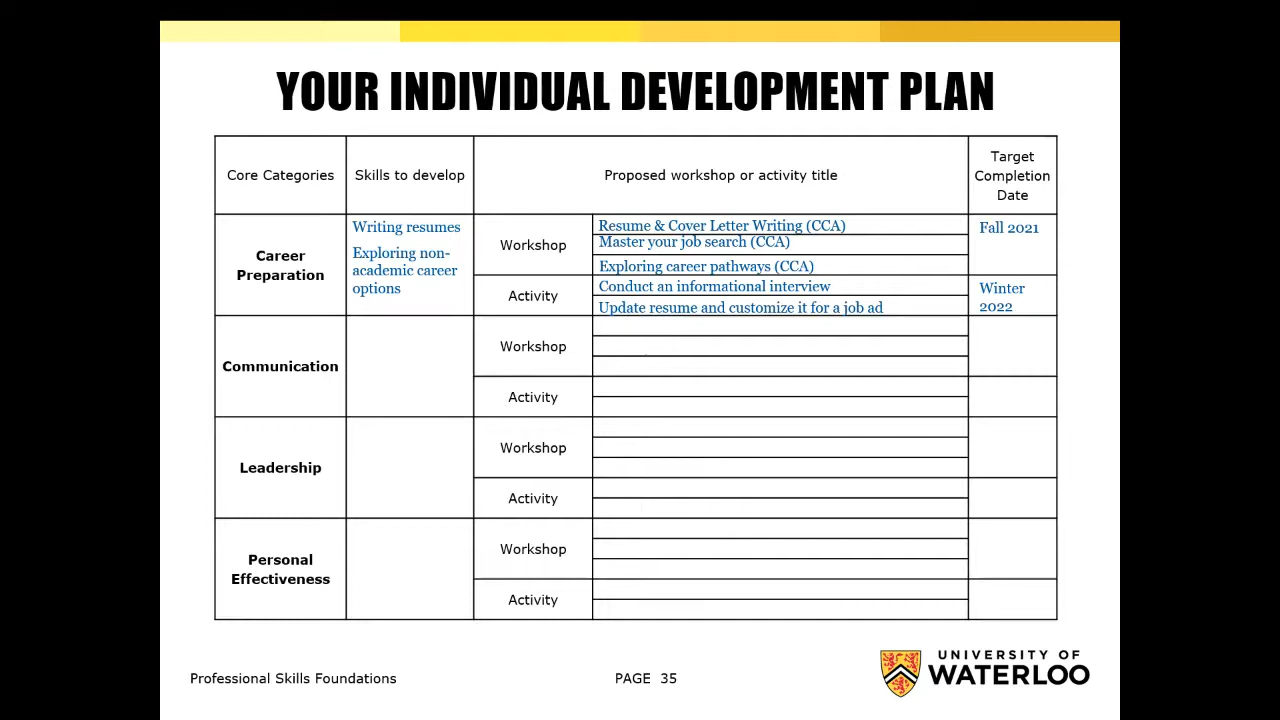 YOUR INDIVIDUAL DEVELOPMENT PLAN
Core Categories
Skills to develop
Proposed workshop or activity title
Target
Completion
Date
Career
Preparation
Writing resumes
Exploring non-
academic career
options
Workshop
Resume & Cover Letter Writing (CCA)
Master your job search (CCA)
Exploring career pathways (CCA)
Fall 2021
Activity
Conduct an informational interview
Update resume and customize it for a job ad
Winter
2022
Communication
Workshop
Activity
Leadership
Workshop
Activity
Personal
Effectiveness
Workshop
Activity
Professional Skills Foundations
PAGE 35
UNIVERSITY OF
WATERLOO